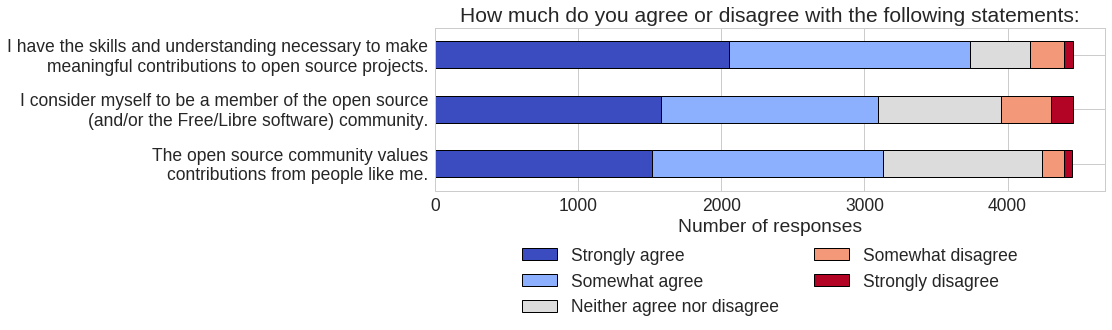 How much do you agree or disagree with the following statements:
I have the skills and understanding necessary to make
meaningful contributions to open source projects.
I consider myself to be a member of the open source
(and/or the Free/Libre software) community.
The open source community values
contributions from people like me.
0 1000 2000 3000 4000
Number of responses
Strongly agree
Somewhat agree
Neither agree nor disagree
Somewhat disagree
Strongly disagree